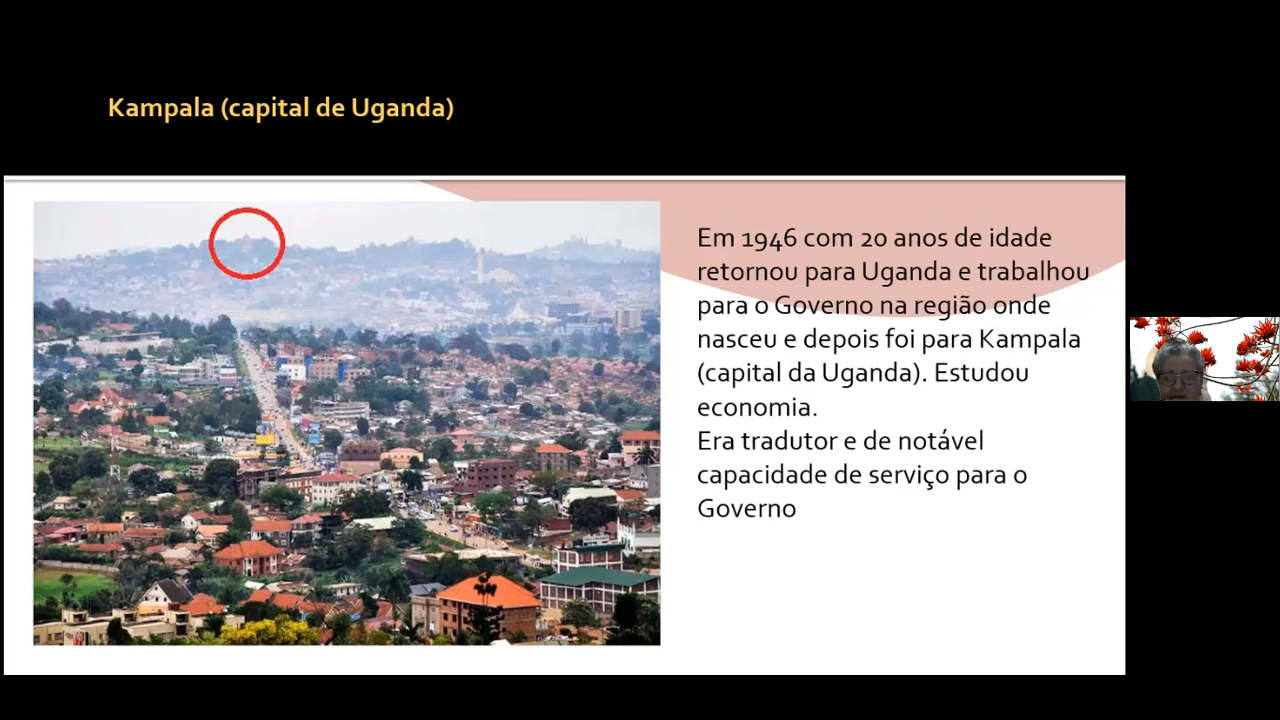 Kampala (capital de Uganda)
Em 1946 com 20 anos de idade
retornou para Uganda e trabalhou
para o Governo na região onde
nasceu e depois foi para Kampala
(capital da Uganda). Estudou
economia.
Era tradutor e de notável
capacidade de serviço para o
Governo